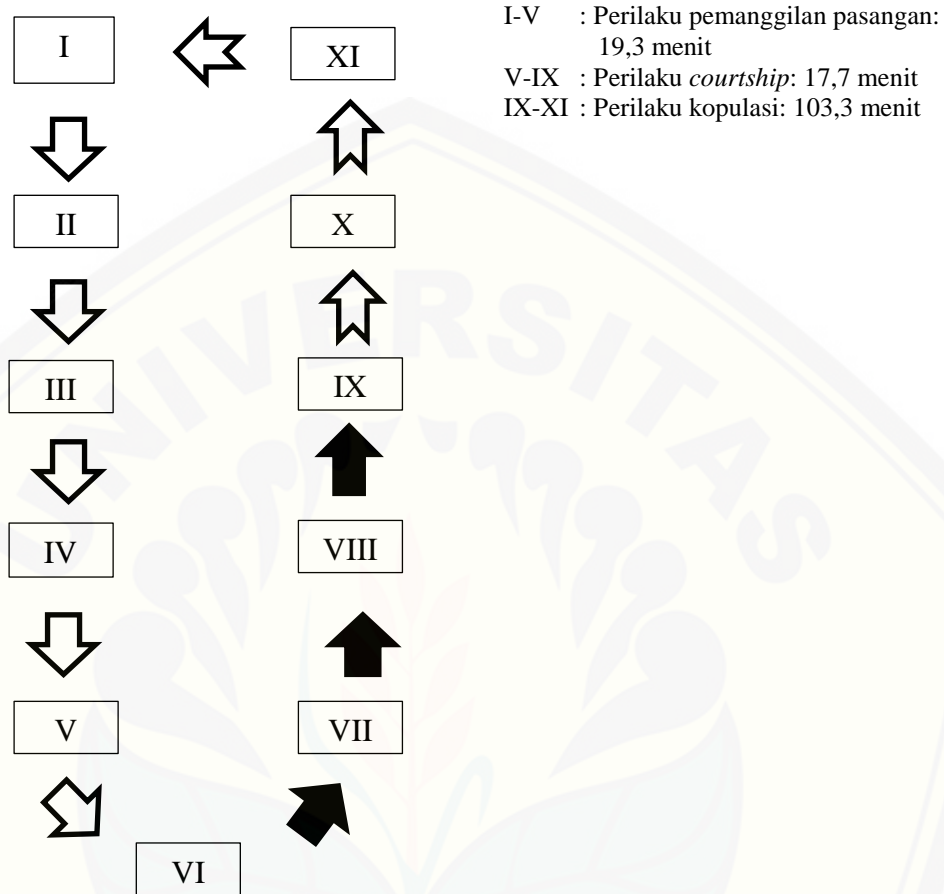 I-V : Perilaku pemanggilan pasangan:
19,3 menit
V-IX : Perilaku courtship: 17,7 menit
IX-XI : Perilaku kopulasi: 103,3 menit
I
XI
II
X
III
IX
IV
VIII
V
VII
VI
UNIVERSITAS